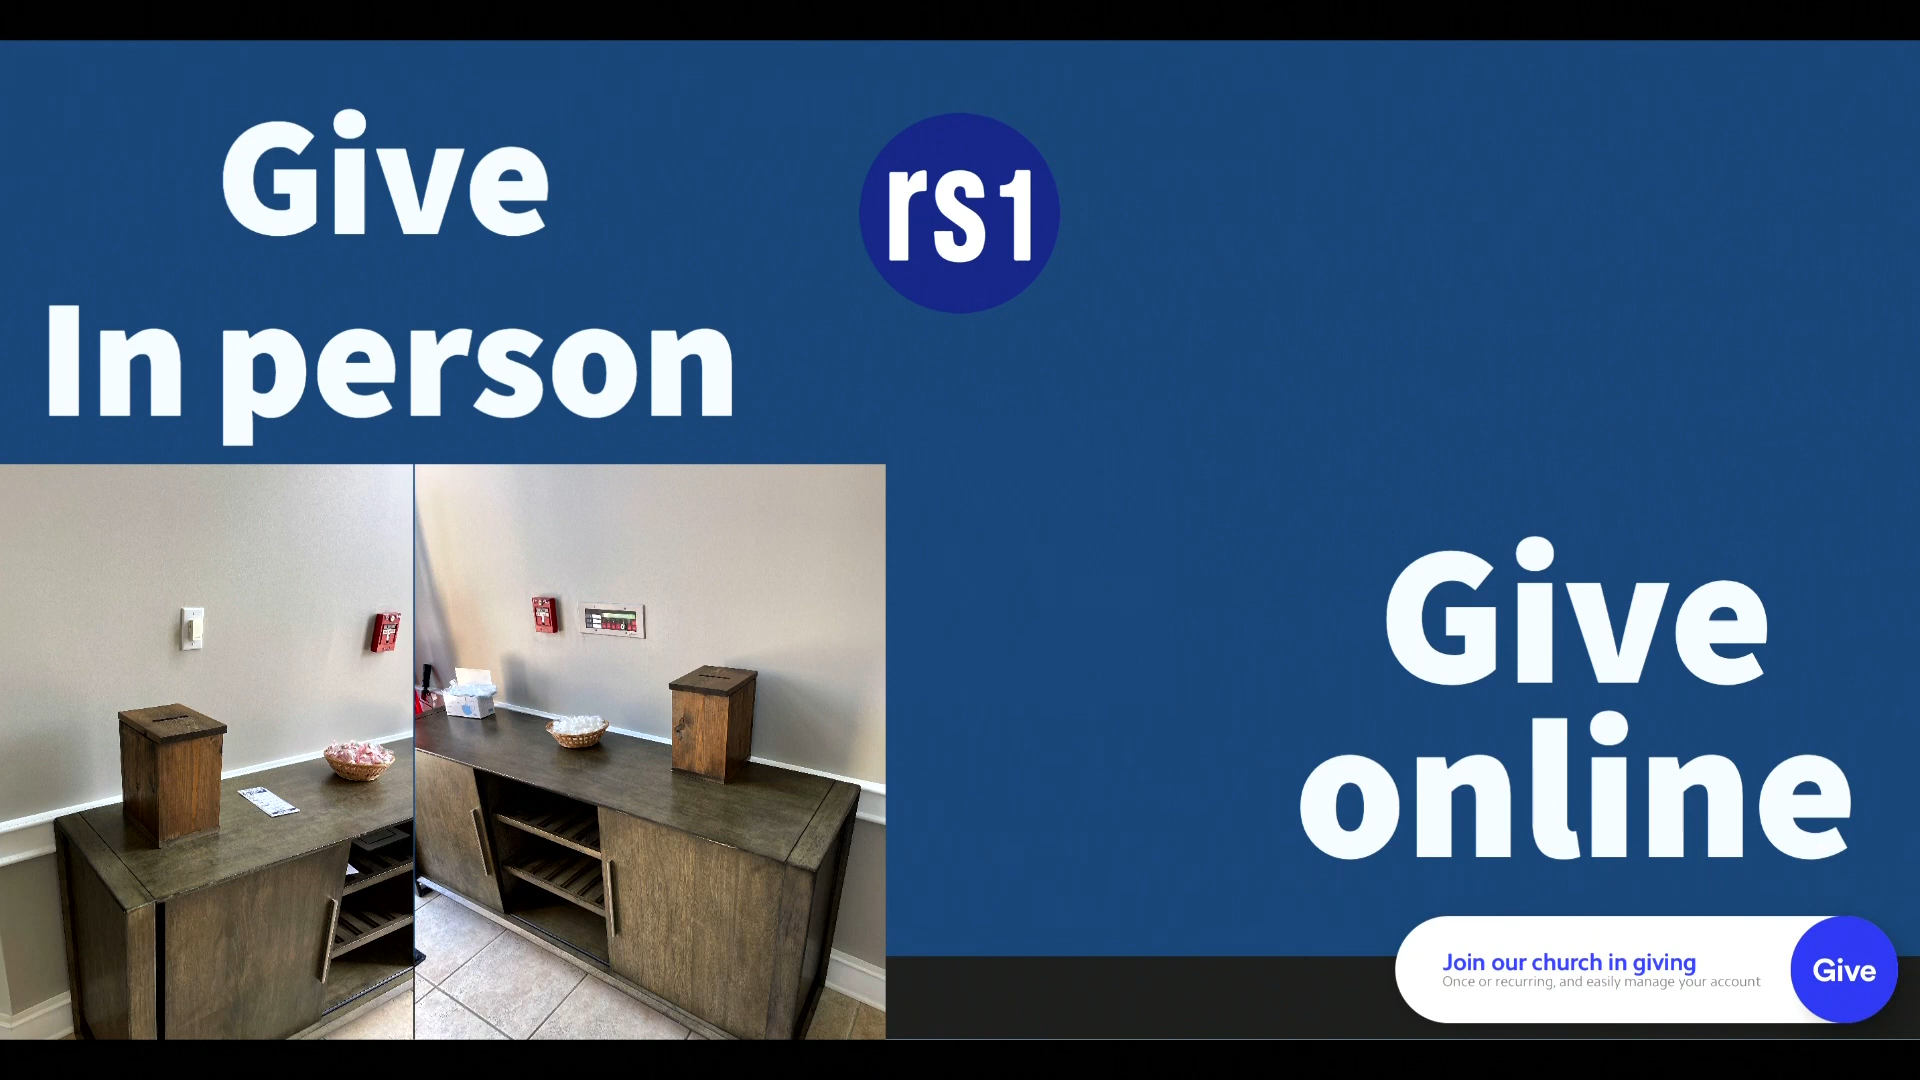 Give
In person
rs1
Give
online
Join our church in giving
Once or recurring, and easily manage your account
Give